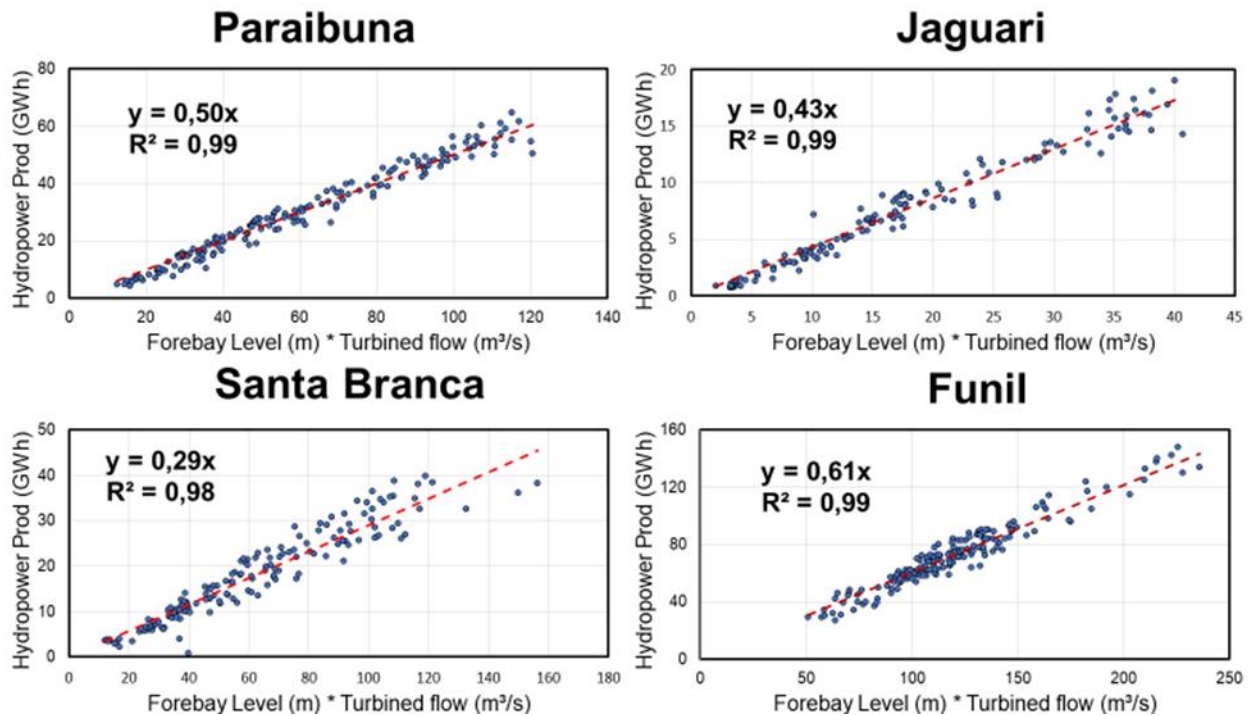 Paraibuna
Hydropower Prod (GWh)
80
60
40
20
0
y = 0,50x
R² = 0,99
0 20 40 60 80 100 120 140
Forebay Level (m) * Turbined flow (m³/s)
Jaguari
Hydropower Prod (GWh)
20
15
10
5
0
y = 0,43x
R² = 0,99
0 5 10 15 20 25 30 35 40 45
Forebay Level (m) * Turbined flow (m³/s)
Santa Branca
Hydropower Prod (GWh)
50
40
30
20
10
0
y = 0,29x
R² = 0,98
0 20 40 60 80 100 120 140 160 180
Forebay Level (m) * Turbined flow (m³/s)
Funil
Hydropower Prod (GWh)
160
120
80
40
0
y = 0,61x
R² = 0,99
0 50 100 150 200 250
Forebay Level (m) * Turbined flow (m³/s)